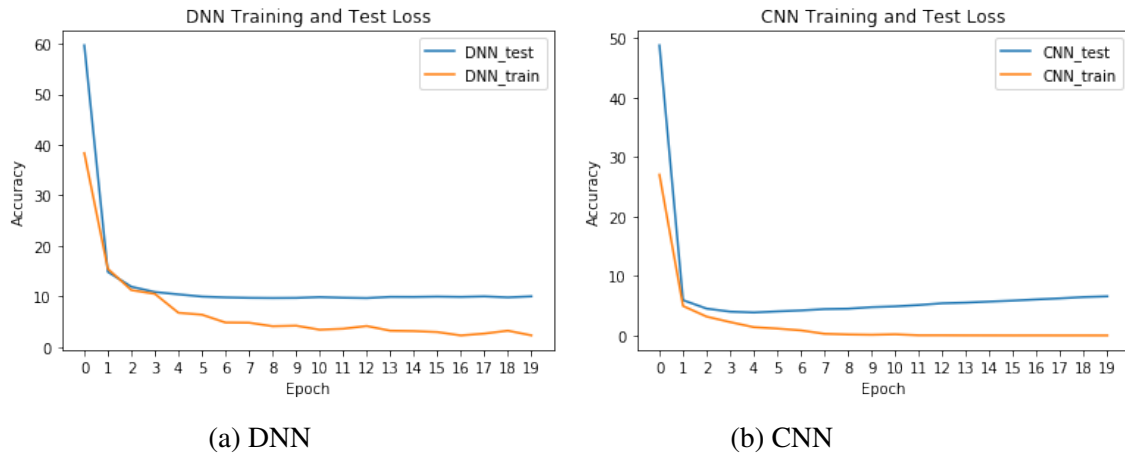 DNN Training and Test Loss
60
50
40
30
20
10
0
Accuracy
DNN_test
DNN_train
0 1 2 3 4 5 6 7 8 9 10 11 12 13 14 15 16 17 18 19
Epoch
(a) DNN
CNN Training and Test Loss
50
40
30
20
10
0
Accuracy
CNN_test
CNN_train
0 1 2 3 4 5 6 7 8 9 10 11 12 13 14 15 16 17 18 19
Epoch
(b) CNN